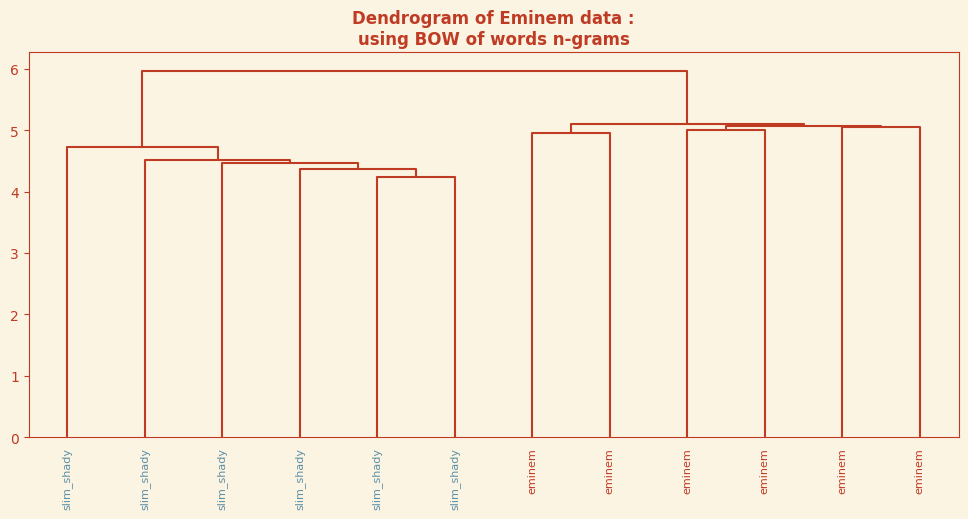 Dendrogram of Eminem data :
using BOW of words n-grams
6
5
4
3
2
1
0
slim_shady
slim_shady
slim_shady
slim_shady
slim_shady
slim_shady
eminem
eminem
eminem
eminem
eminem
eminem